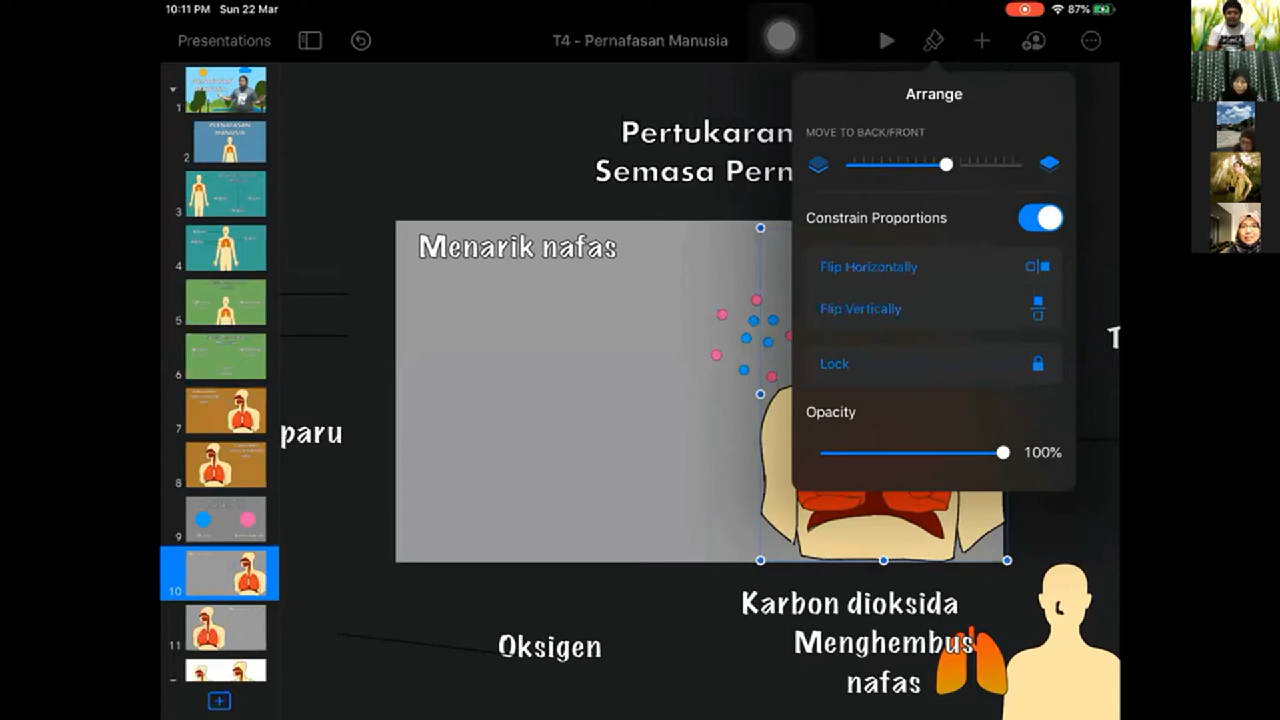 10:11 PM Sun 22 Mar
87%
Presentations
T4 - Pernafasan Manusia
Arrange
MOVE TO BACK/FRONT
Constrain Proportions
Flip Horizontally
Flip Vertically
Lock
Opacity
100%
Pertukaran
Semasa Pern
Menarik nafas
paru
T
Karbon dioksida
Oksigen
Menghembus
nafas
1
2
3
4
5
6
7
8
9
10
11